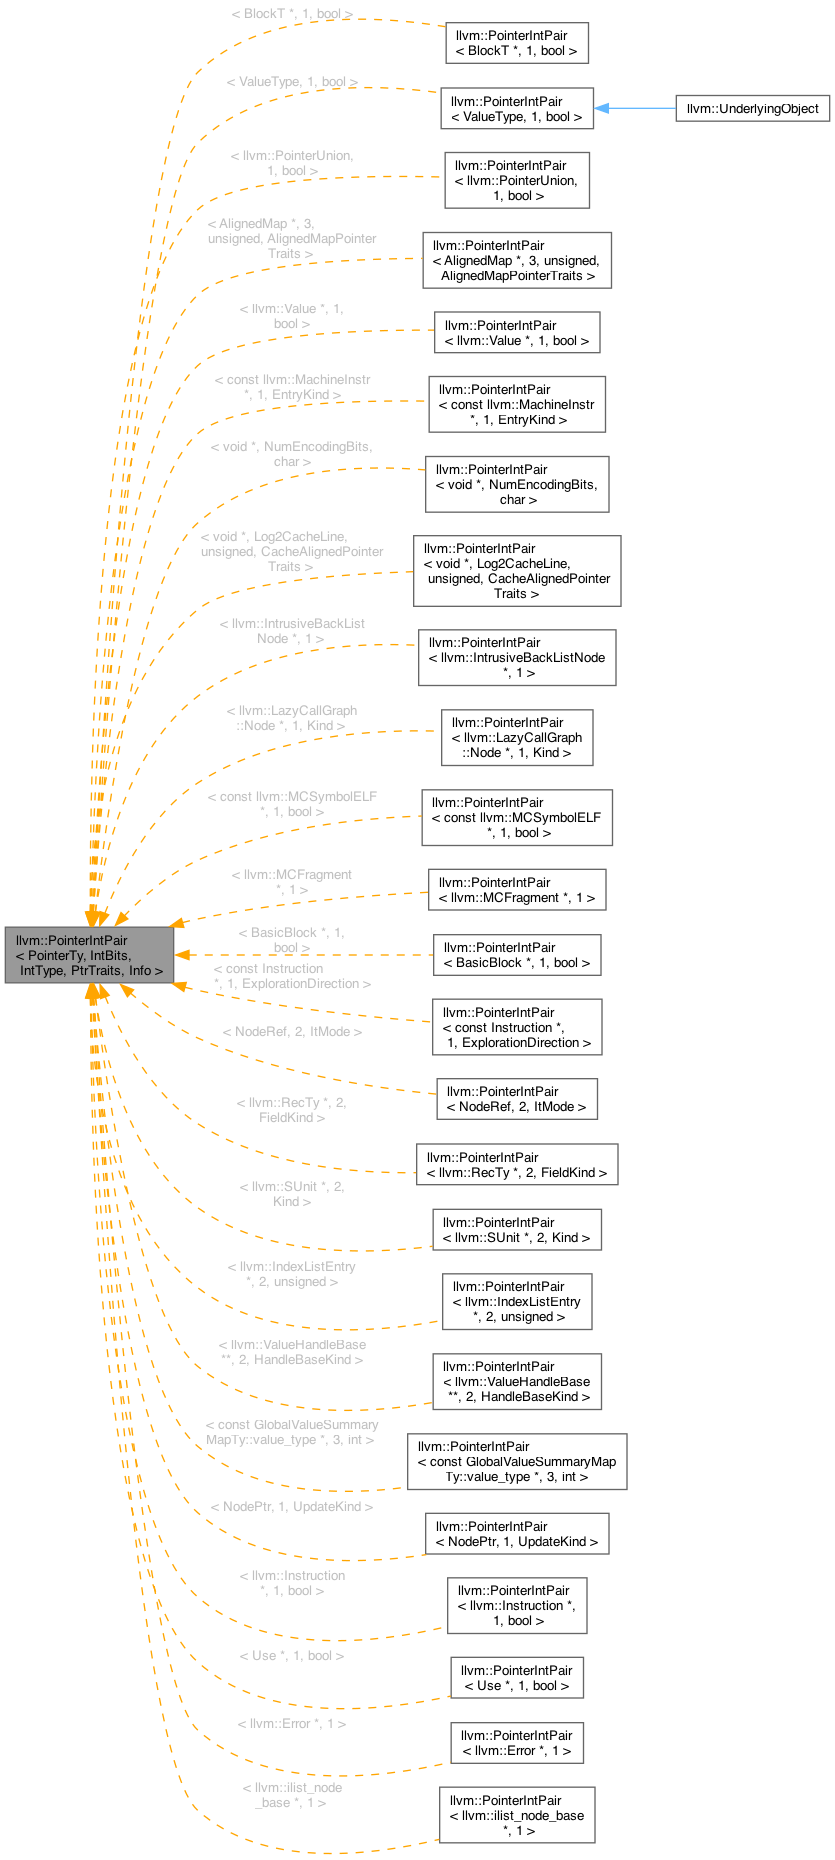 < BlockT *, 1, bool >
llvm::PointerIntPair
< BlockT *, 1, bool >
< ValueType, 1, bool >
llvm::PointerIntPair
< ValueType, 1, bool >
llvm::UnderlyingObject
< llvm::PointerUnion,
1, bool >
llvm::PointerIntPair
< llvm::PointerUnion,
1, bool >
< AlignedMap *, 3,
unsigned, AlignedMapPointer
Traits >
llvm::PointerIntPair
< AlignedMap *, 3, unsigned,
AlignedMapPointerTraits >
< llvm::Value *, 1,
bool >
llvm::PointerIntPair
< llvm::Value *, 1, bool >
< const llvm::MachineInstr
*, 1, EntryKind >
llvm::PointerIntPair
< const llvm::MachineInstr
*, 1, EntryKind >
< void *, NumEncodingBits,
char >
llvm::PointerIntPair
< void *, NumEncodingBits,
char >
< void *, Log2CacheLine,
unsigned, CacheAlignedPointer
Traits >
llvm::PointerIntPair
< void *, Log2CacheLine,
unsigned, CacheAlignedPointer
Traits >
< llvm::IntrusiveBackList
Node *, 1 >
llvm::PointerIntPair
< llvm::IntrusiveBackListNode
*, 1 >
< llvm::LazyCallGraph
::Node *, 1, Kind >
llvm::PointerIntPair
< llvm::LazyCallGraph
::Node *, 1, Kind >
< const llvm::MCSymbolELF
*, 1, bool >
llvm::PointerIntPair
< const llvm::MCSymbolELF
*, 1, bool >
< llvm::MCFragment
*, 1 >
llvm::PointerIntPair
< llvm::MCFragment *, 1 >
llvm::PointerIntPair
< PointerTy, IntBits,
IntType, PtrTraits, Info >
< BasicBlock *, 1,
bool >
llvm::PointerIntPair
< BasicBlock *, 1, bool >
< const Instruction
*, 1, ExplorationDirection >
llvm::PointerIntPair
< const Instruction *,
1, ExplorationDirection >
< NodeRef, 2, ItMode >
llvm::PointerIntPair
< NodeRef, 2, ItMode >
< llvm::RecTy *, 2,
FieldKind >
llvm::PointerIntPair
< llvm::RecTy *, 2, FieldKind >
< llvm::SUnit *, 2,
Kind >
llvm::PointerIntPair
< llvm::SUnit *, 2, Kind >
< llvm::IndexListEntry
*, 2, unsigned >
llvm::PointerIntPair
< llvm::IndexListEntry
*, 2, unsigned >
< llvm::ValueHandleBase
**, 2, HandleBaseKind >
llvm::PointerIntPair
< llvm::ValueHandleBase
**, 2, HandleBaseKind >
< const GlobalValueSummary
MapTy::value_type *, 3, int >
llvm::PointerIntPair
< const GlobalValueSummaryMap
Ty::value_type *, 3, int >
< NodePtr, 1, UpdateKind >
llvm::PointerIntPair
< NodePtr, 1, UpdateKind >
< llvm::Instruction
*, 1, bool >
llvm::PointerIntPair
< llvm::Instruction *,
1, bool >
< Use *, 1, bool >
llvm::PointerIntPair
< Use *, 1, bool >
< llvm::Error *, 1 >
llvm::PointerIntPair
< llvm::Error *, 1 >
< llvm::ilist_node
_base *, 1 >
llvm::PointerIntPair
< llvm::ilist_node_base
*, 1 >